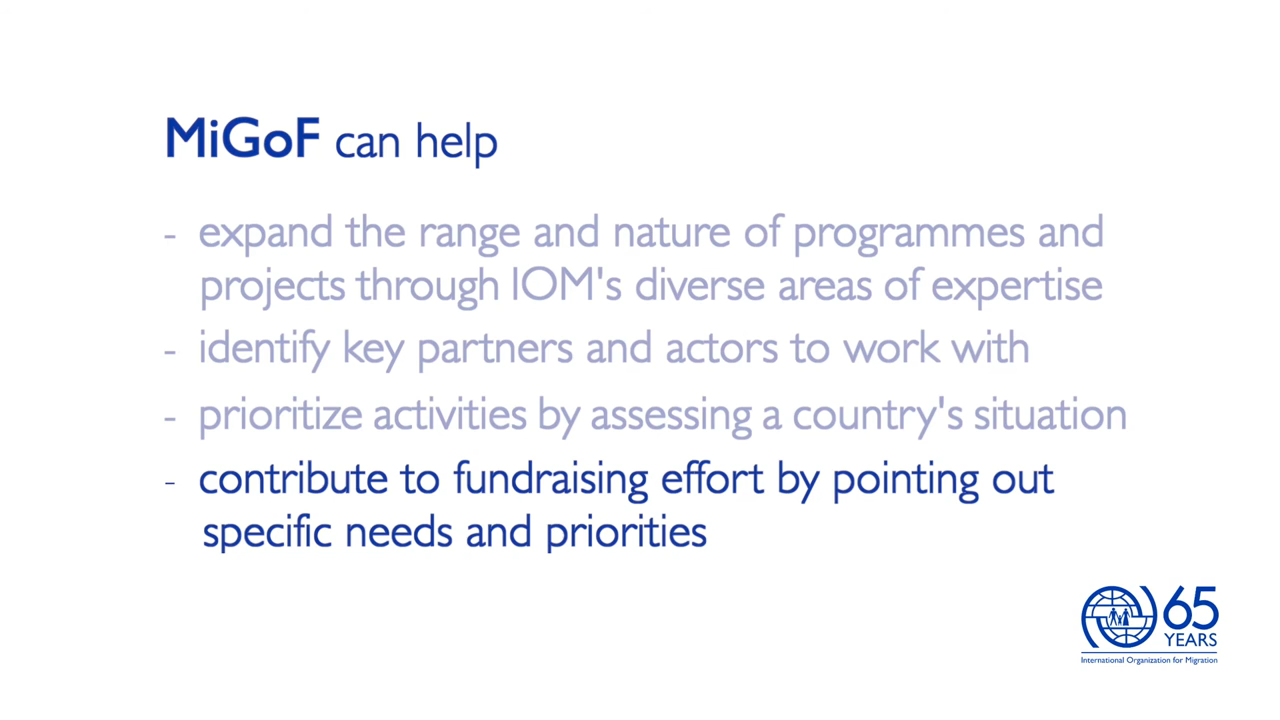 MiGoF can help
- expand the range and nature of programmes and
projects through IOM's diverse areas of expertise
- identify key partners and actors to work with
- prioritize activities by assessing a country's situation
- contribute to fundraising effort by pointing out
specific needs and priorities
65
YEARS
International Organization for Migration